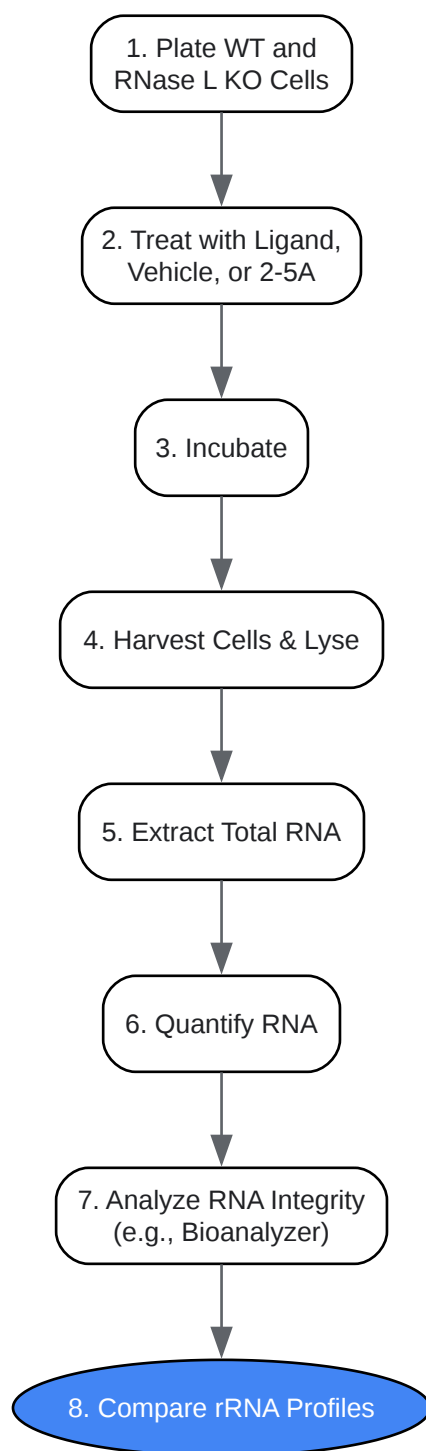 1. Plate WT and
RNase L KO Cells
2. Treat with Ligand,
Vehicle, or 2-5A
3. Incubate
4. Harvest Cells & Lyse
5. Extract Total RNA
6. Quantify RNA
7. Analyze RNA Integrity
(e.g., Bioanalyzer)
8. Compare rRNA Profiles